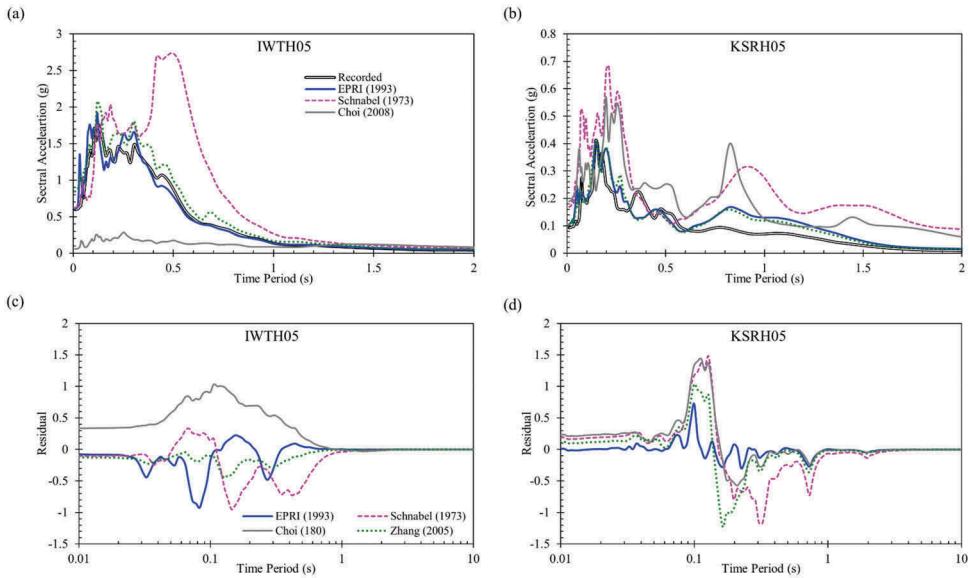 (a)
IWTH05
3
2.5
2
1.5
1
0.5
0
Sectral Acceleartion (g)
Recorded
EPRI (1993)
Schnabel (1973)
Choi (2008)
0
0.5
1
1.5
2
Time Period (s)
(b)
KSRH05
0.8
0.7
0.6
0.5
0.4
0.3
0.2
0.1
0
Sectral Acceleartion (g)
0
0.5
1
1.5
2
Time Period (s)
(c)
IWTH05
2
1.5
1
0.5
0
-0.5
-1
-1.5
Residual
EPRI (1993)
Schnabel (1973)
Choi (180)
Zhang (2005)
0.01
0.1
1
10
Time Period (s)
(d)
KSRH05
2
1.5
1
0.5
0
-0.5
-1
-1.5
Residual
0.01
0.1
1
10
Time Period (s)